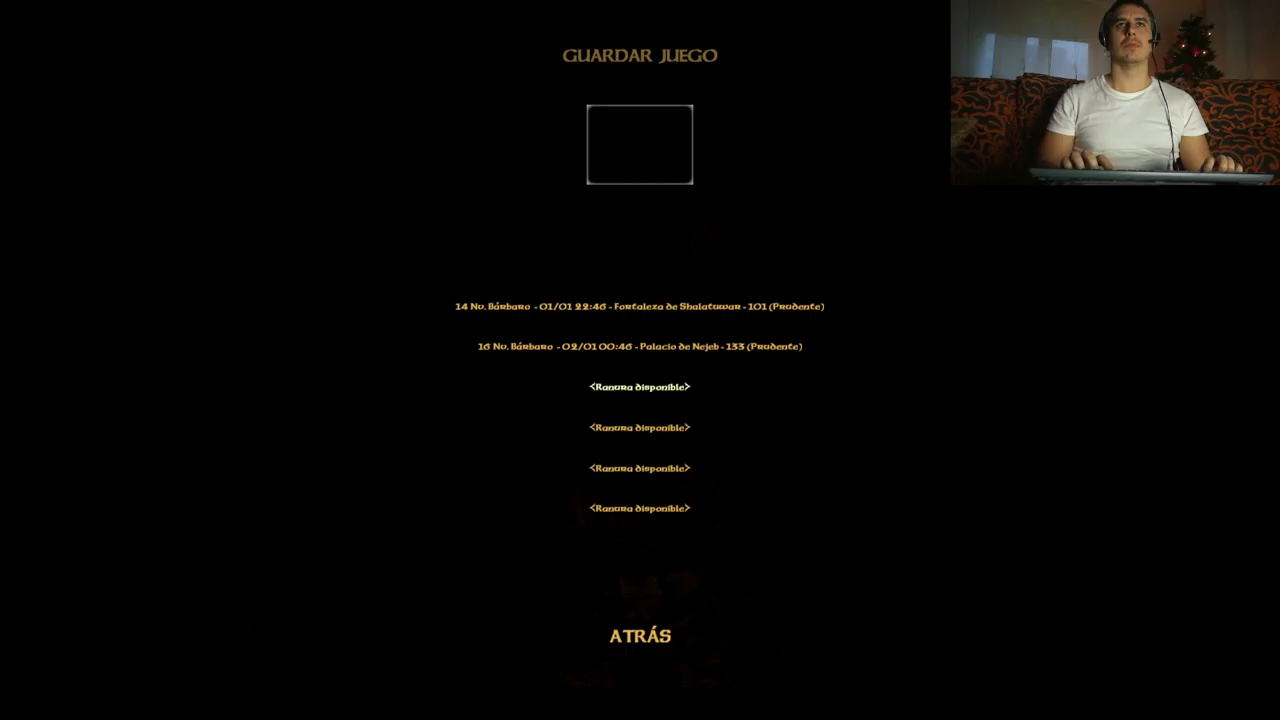 GUARDAR JUEGO
14 Nv. Bárbaro - 01/01 22:46 - Fortaleza de Shalatuwar - 101 (Prudente)
16 Nv. Bárbaro - 02/01 00:46 - Palacio de Nejeb - 133 (Prudente)
<Ranura disponible>
<Ranura disponible>
<Ranura disponible>
<Ranura disponible>
ATRÁS